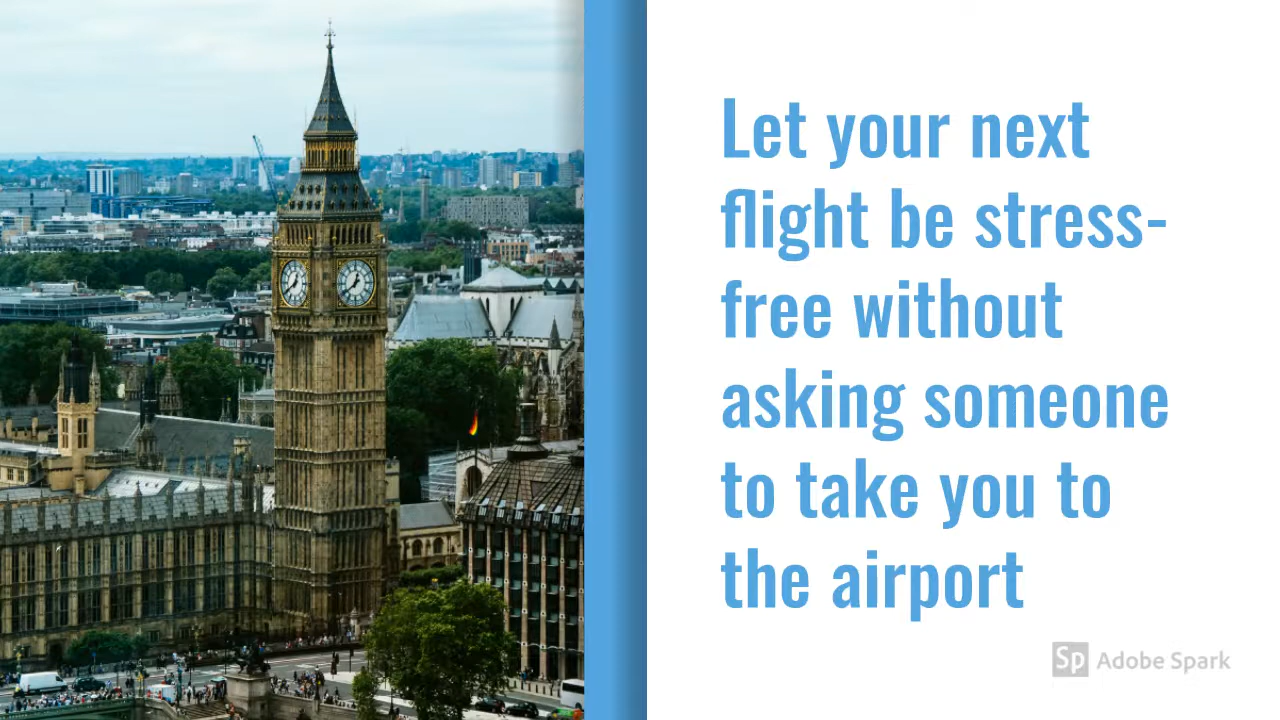 Let your next
flight be stress-
free without
asking someone
to take you to
the airport
Sp Adobe Spark